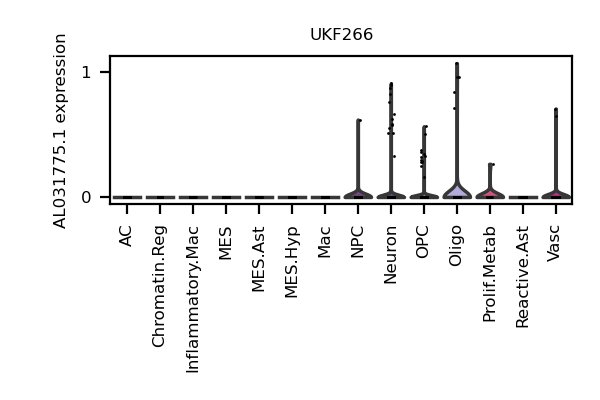 UKF266
AL031775.1 expression
1
0
AC
Chromatin.Reg
Inflammatory.Mac
MES
MES.Ast
MES.Hyp
Mac
NPC
Neuron
OPC
Oligo
Prolif.Metab
Reactive.Ast
Vasc